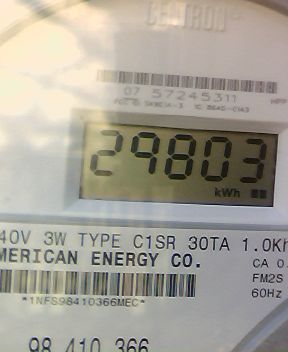 CENTRON
07 57245311
29803
kWh
40V 3W TYPE C1SR 30TA 1.0Kh
MERICAN ENERGY CO.
CA 0.
FM2S
60Hz
*1NFS98410366MEC*
98 410 366